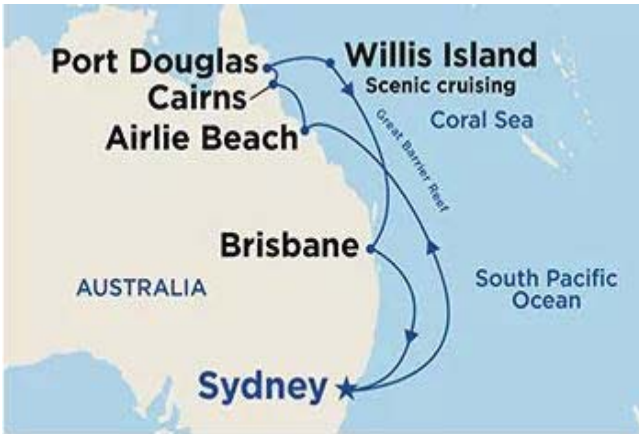 Port Douglas
Willis Island
Scenic cruising
Cairns
Airlie Beach
Great Barrier Reef
Coral Sea
Brisbane
AUSTRALIA
South Pacific
Ocean
Sydney